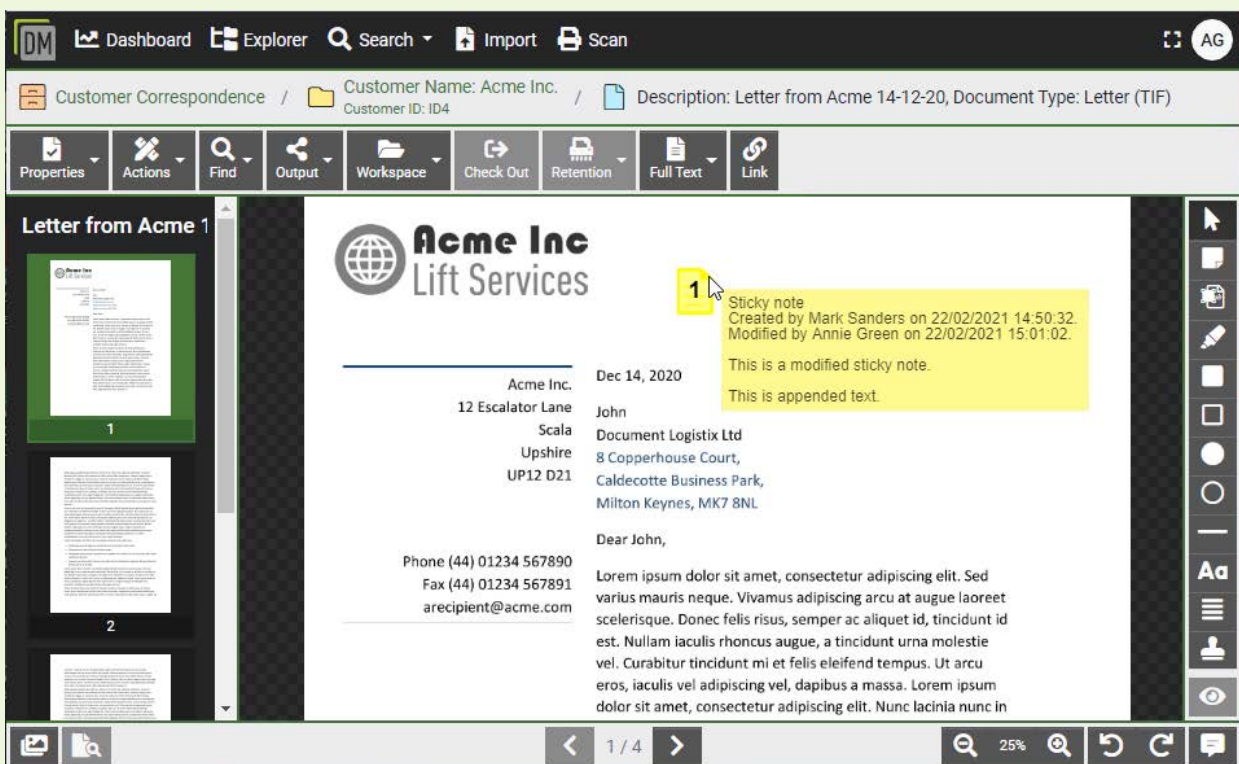 DM
Dashboard
Explorer
Search
Import
Scan
AG
Customer Correspondence / Customer Name: Acme Inc. / Description: Letter from Acme 14-12-20, Document Type: Letter (TIF)
Customer ID: ID4
Properties
Actions
Find
Output
Workspace
Check Out
Retention
Full Text
Link
Letter from Acme 1
1
2
Acme Inc
Lift Services
1
Sticky note
Created by Mark Sanders on 22/02/2021 14:50:32.
Modified by Annie Green on 22/02/2021 15:01:02.
This is a modified sticky note.
This is appended text.
Acme Inc.
12 Escalator Lane
Scala
Upshire
UP12 D21
Phone (44) 01234 567890
Fax (44) 01234 567891
arecipient@acme.com
Dec 14, 2020
John
Document Logistix Ltd
8 Copperhouse Court,
Caldecotte Business Park,
Milton Keynes, MK7 8NL
Dear John,
Lorem ipsum dolor sit amet, consectetur adipiscing elit. Sed
varius mauris neque. Vivamus adipiscing arcu at augue laoreet
scelerisque. Donec felis risus, semper ac aliquet id, tincidunt id
est. Nullam iaculis rhoncus augue, a tincidunt urna molestie
vel. Curabitur tincidunt mi et felis eleifend tempus. Ut arcu
eros, iaculis vel adipiscing vel, dapibus a massa. Lorem ipsum
dolor sit amet, consectetur adipiscing elit. Nunc lacinia nunc in
Aa
1 / 4
25%